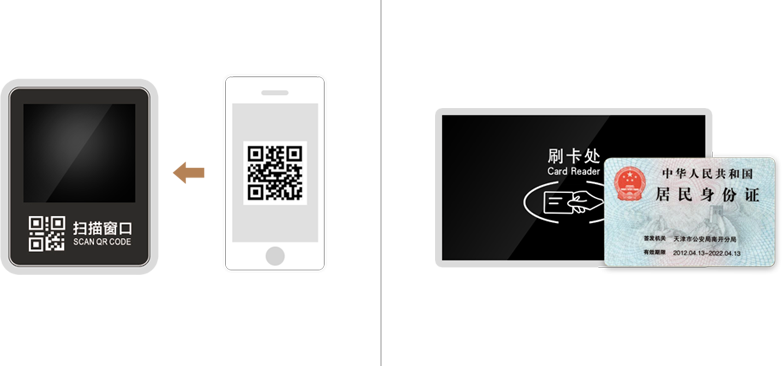 扫描窗口
SCAN QR CODE
刷卡处
Card Reader
中华人民共和国
居民身份证
签发机关 天津市公安局南开分局
有效期限 2012.04.13-2022.04.13